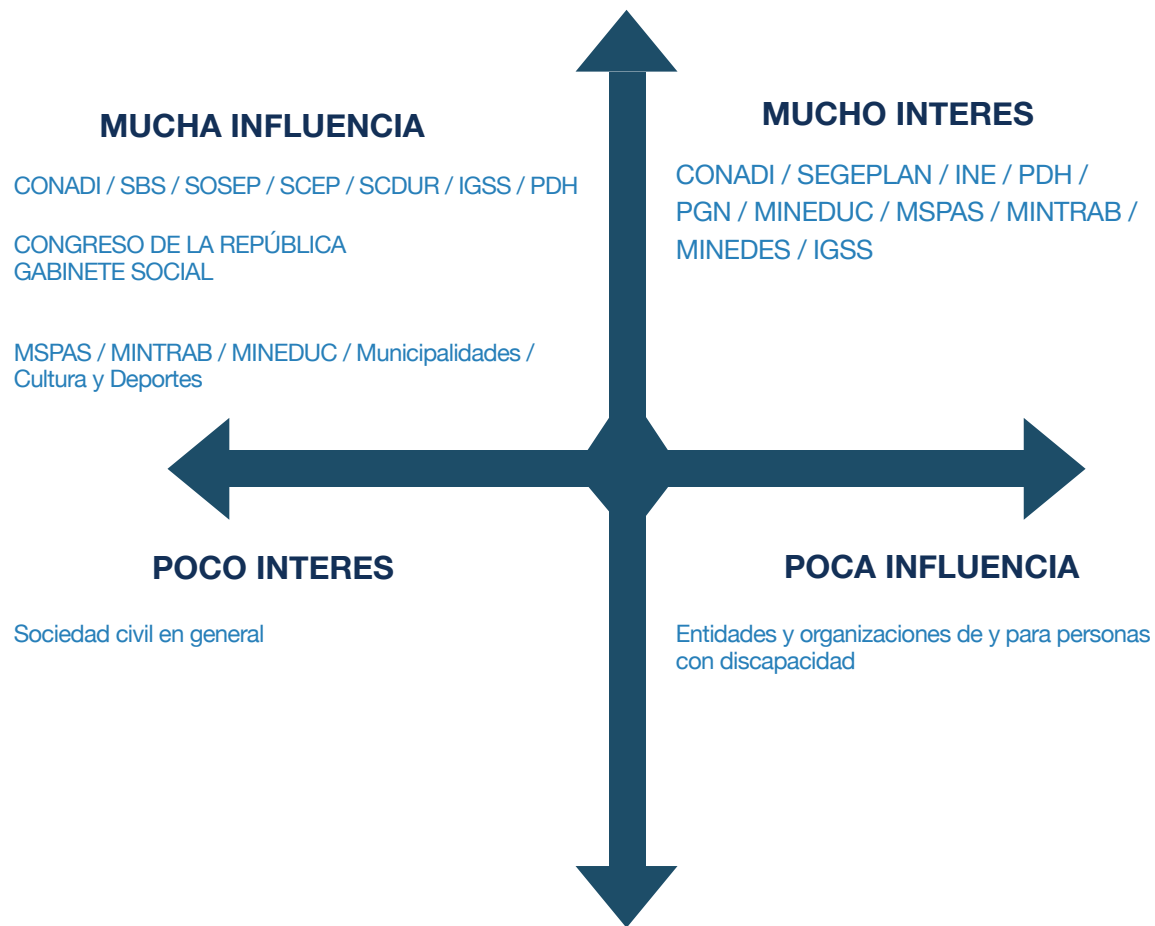 MUCHA INFLUENCIA
CONADI / SBS / SOSEP / SCEP / SCDUR / IGSS / PDH
CONGRESO DE LA REPÚBLICA
GABINETE SOCIAL
MSPAS / MINTRAB / MINEDUC / Municipalidades /
Cultura y Deportes
MUCHO INTERES
CONADI / SEGEPLAN / INE / PDH /
PGN / MINEDUC / MSPAS / MINTRAB /
MINEDES / IGSS
POCO INTERES
Sociedad civil en general
POCA INFLUENCIA
Entidades y organizaciones de y para personas
con discapacidad